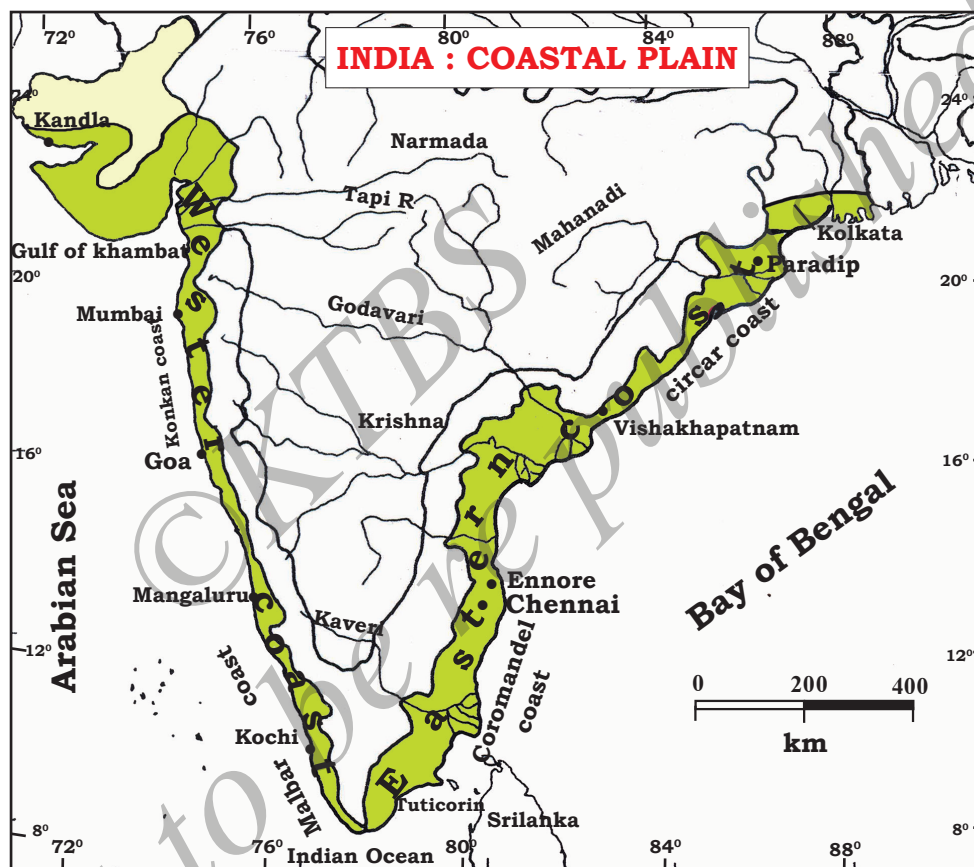 72°
76°
80°
84°
88°
INDIA : COASTAL PLAIN
24°
24°
Kandla
Narmada
Tapi R
Mahanadi
Kolkata
Gulf of khambat
Paradip
20°
20°
Godavari
Mumbai
Konkan coast
circar coast
Krishna
Vishakhapatnam
Goa
16°
16°
Western coast
Eastern cost
Arabian Sea
Bay of Bengal
Ennore
Chennai
Mangaluru
Kaveri
12°
12°
Coromandel
coast
Malbar coast
0 200 400
km
Kochi
Tuticorin
Srilanka
8°
8°
72°
76°
Indian Ocean
80°
84°
88°
©KTBS
to be republished